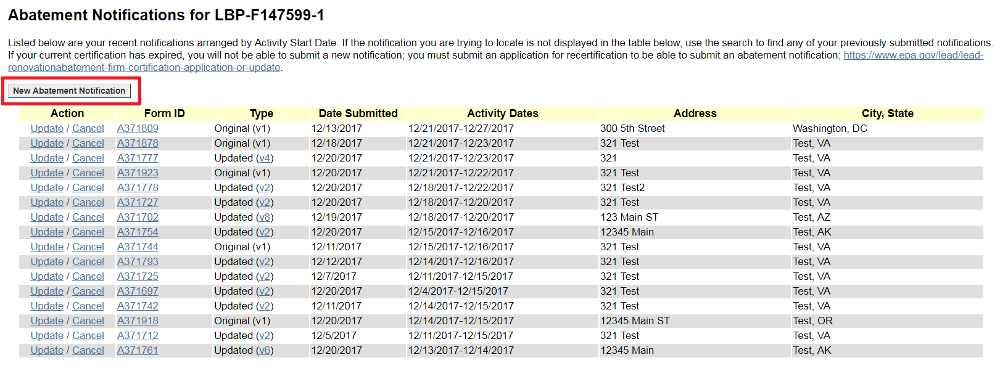 Abatement Notifications for LBP-F147599-1
Listed below are your recent notifications arranged by Activity Start Date. If the notification you are trying to locate is not displayed in the table below, use the search to find any of your previously submitted notifications.
If your current certification has expired, you will not be able to submit a new notification; you must submit an application for recertification to be able to submit an abatement notification: https://www.epa.gov/lead/lead-
renovationabatement-firm-certification-application-or-update.
New Abatement Notification
Action Form ID Type Date Submitted Activity Dates Address City, State
Update / Cancel A371809 Original (v1) 12/13/2017 12/21/2017-12/27/2017 300 5th Street Washington, DC
Update / Cancel A371878 Original (v1) 12/18/2017 12/21/2017-12/23/2017 321 Test Test, VA
Update / Cancel A371777 Updated (v4) 12/20/2017 12/21/2017-12/23/2017 321 Test, VA
Update / Cancel A371923 Original (v1) 12/20/2017 12/21/2017-12/22/2017 321 Test Test, VA
Update / Cancel A371778 Updated (v2) 12/20/2017 12/18/2017-12/22/2017 321 Test2 Test, VA
Update / Cancel A371727 Updated (v2) 12/20/2017 12/18/2017-12/20/2017 321 Test Test, VA
Update / Cancel A371702 Updated (v8) 12/19/2017 12/18/2017-12/20/2017 123 Main ST Test, AZ
Update / Cancel A371754 Updated (v2) 12/20/2017 12/15/2017-12/16/2017 12345 Main Test, AK
Update / Cancel A371744 Original (v1) 12/11/2017 12/15/2017-12/16/2017 321 Test Test, VA
Update / Cancel A371793 Updated (v2) 12/12/2017 12/14/2017-12/16/2017 321 Test Test, VA
Update / Cancel A371725 Updated (v2) 12/7/2017 12/11/2017-12/15/2017 321 Test Test, VA
Update / Cancel A371697 Updated (v2) 12/20/2017 12/4/2017-12/15/2017 321 Test Test, VA
Update / Cancel A371742 Updated (v2) 12/11/2017 12/14/2017-12/15/2017 321 Test Test, VA
Update / Cancel A371918 Original (v1) 12/20/2017 12/14/2017-12/15/2017 12345 Main ST Test, OR
Update / Cancel A371712 Updated (v2) 12/5/2017 12/11/2017-12/15/2017 321 Test Test, VA
Update / Cancel A371761 Updated (v6) 12/20/2017 12/13/2017-12/14/2017 12345 Main Test, AK